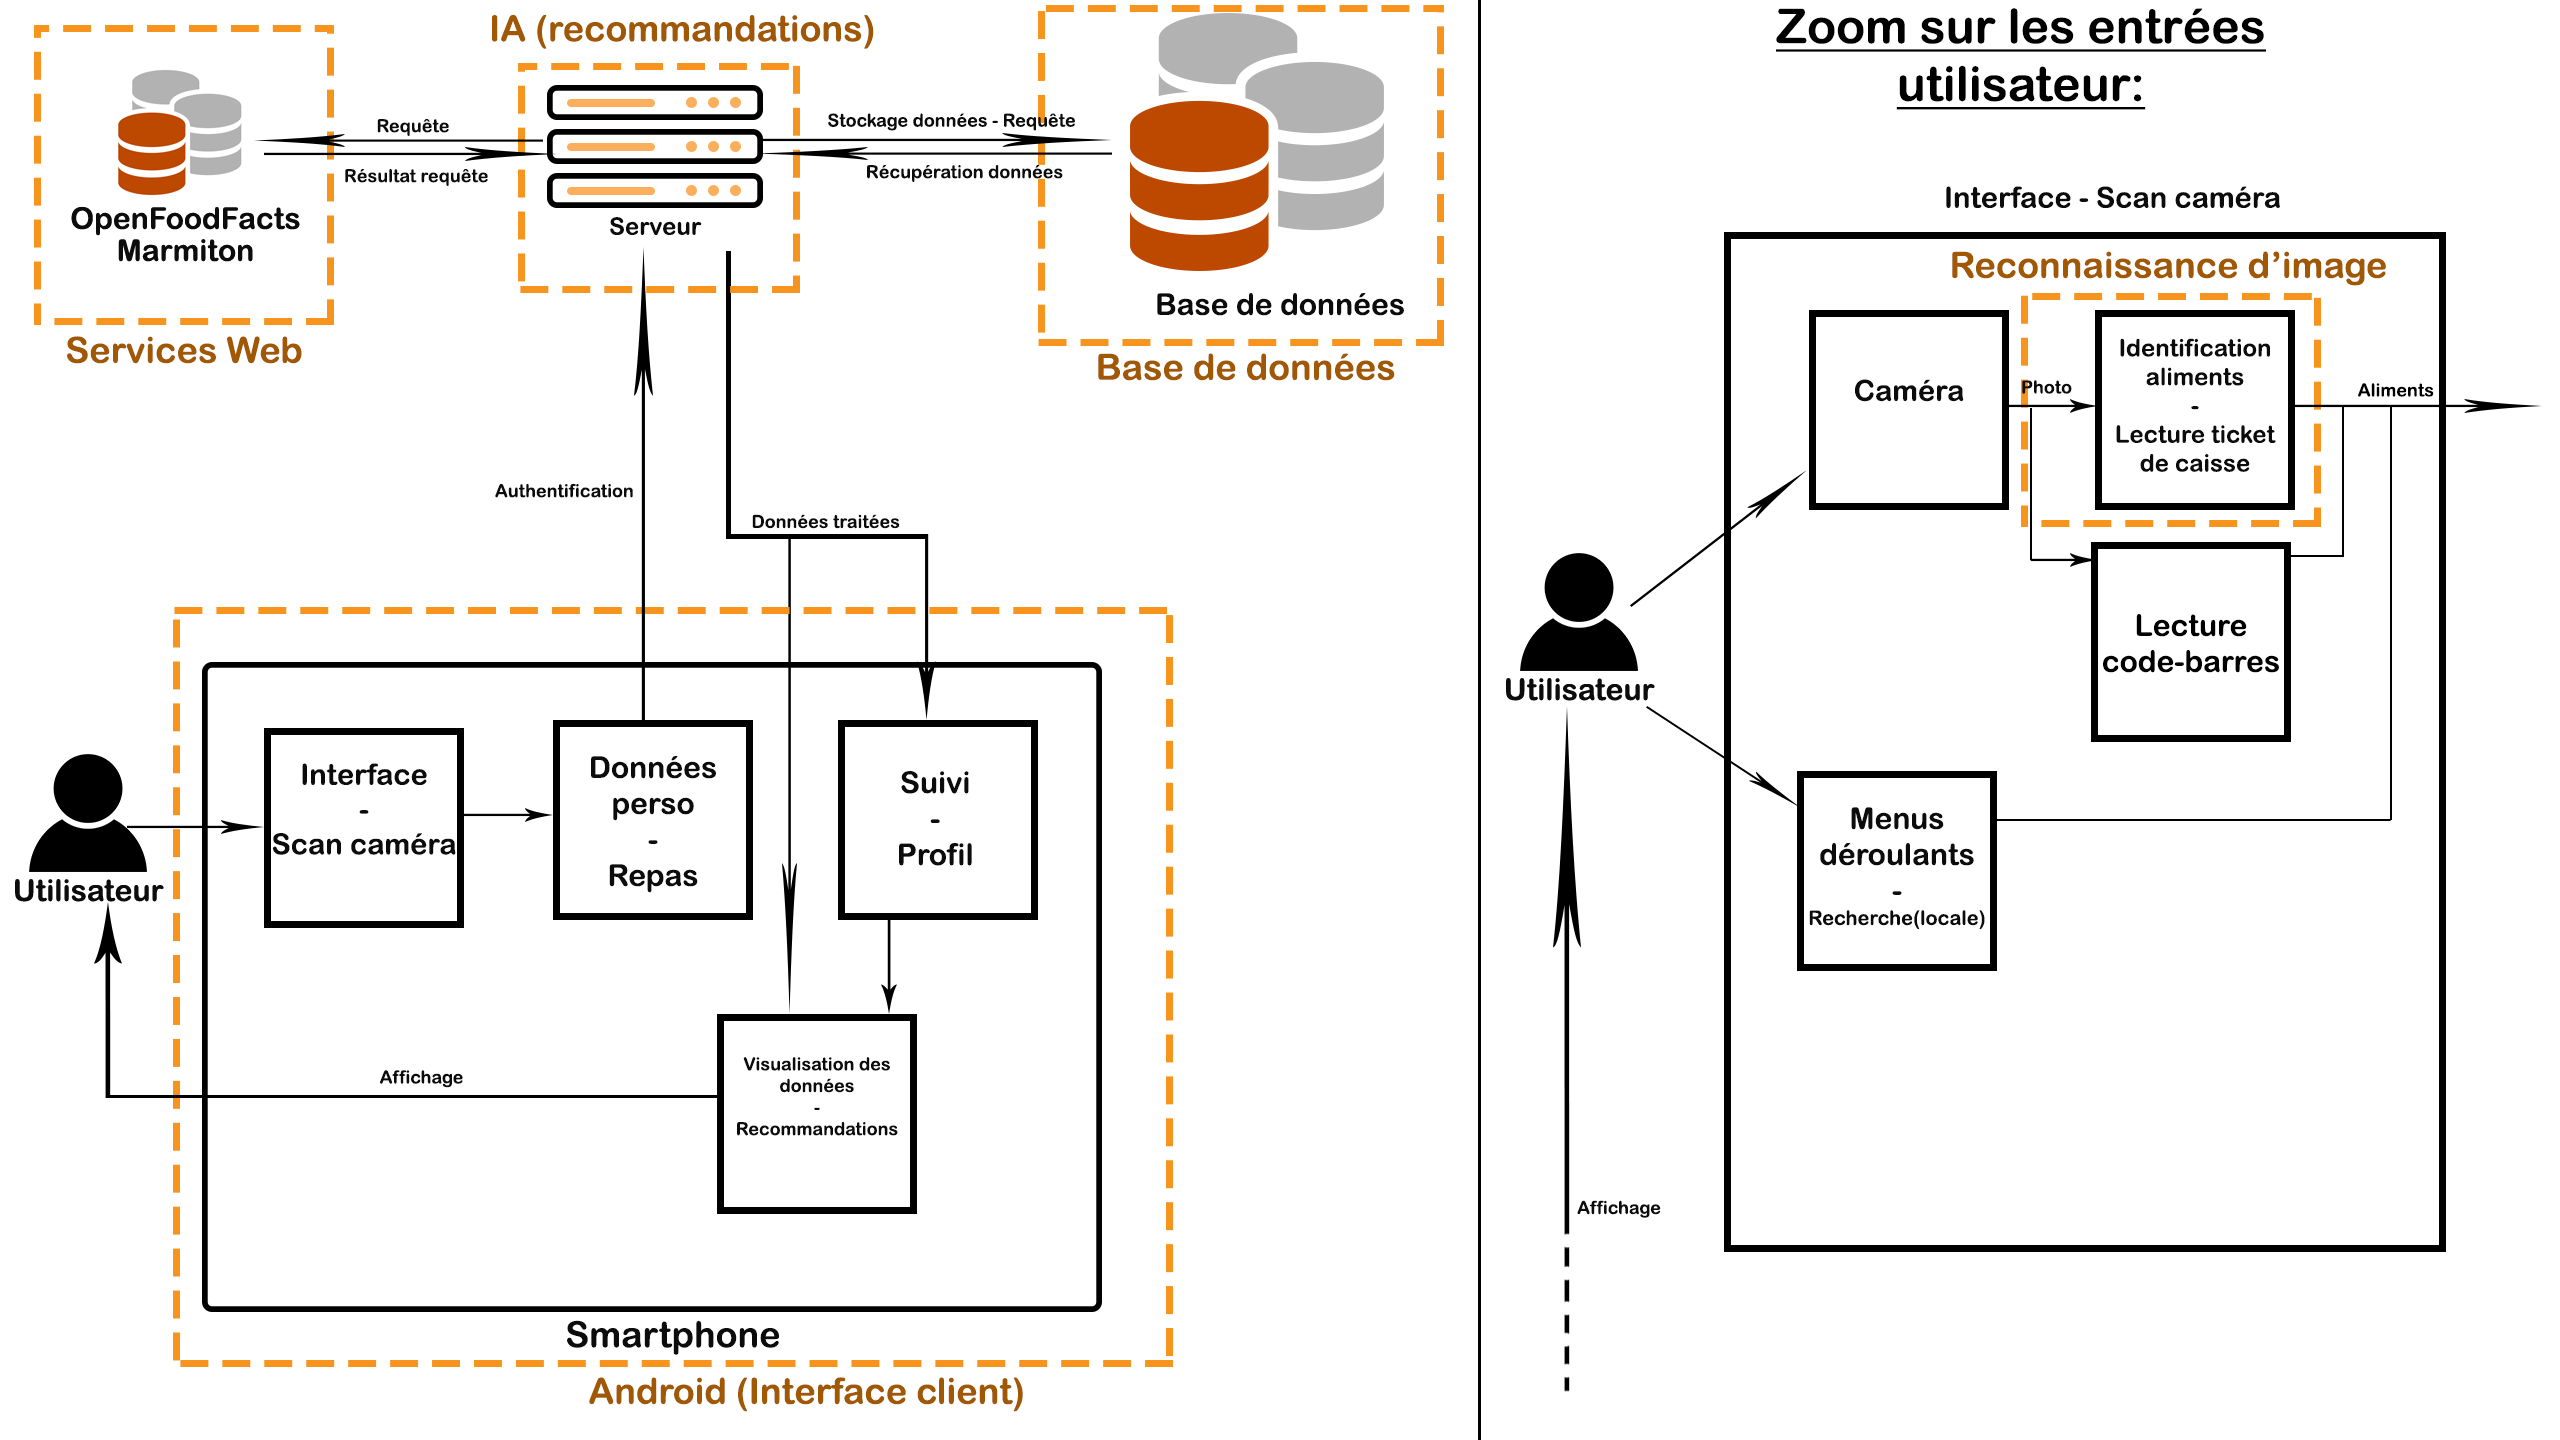 IA (recommandations)
Requête
Résultat requête
OpenFoodFacts
Marmiton
Services Web
Serveur
Stockage données - Requête
Récupération données
Base de données
Base de données
Authentification
Données traitées
Utilisateur
Interface
-
Scan caméra
Données
perso
-
Repas
Suivi
-
Profil
Visualisation des
données
-
Recommandations
Affichage
Smartphone
Android (Interface client)
Zoom sur les entrées
utilisateur:
Interface - Scan caméra
Reconnaissance d’image
Caméra
Photo
Identification
aliments
-
Lecture ticket
de caisse
Aliments
Lecture
code-barres
Utilisateur
Menus
déroulants
-
Recherche(locale)
Affichage